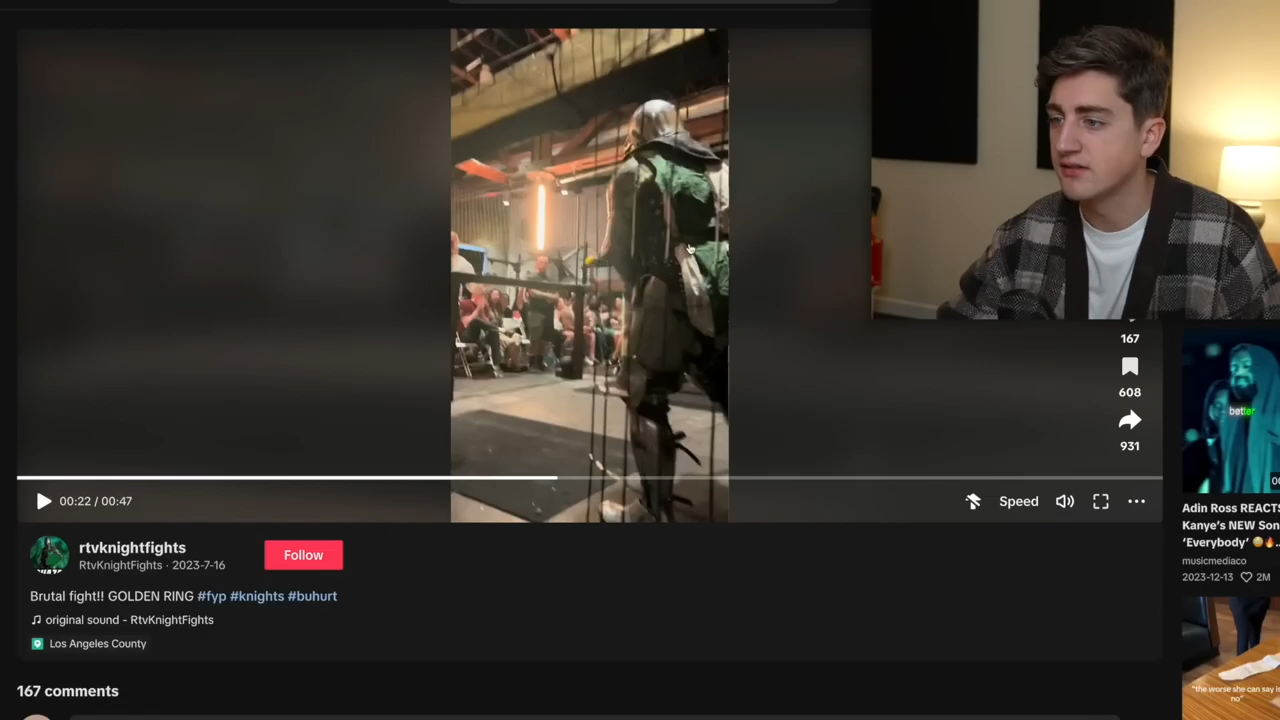 167
608
931
00:22 / 00:47
Speed
rtvknightfights
RtvKnightFights · 2023-7-16
Follow
Brutal fight!! GOLDEN RING #fyp #knights #buhurt
original sound - RtvKnightFights
Los Angeles County
167 comments
better
00
Adin Ross REACTS
Kanye's NEW Son
'Everybody' 😳🔥..
musicmediaco
2023-12-13 2M
"the worse she can say is
no"